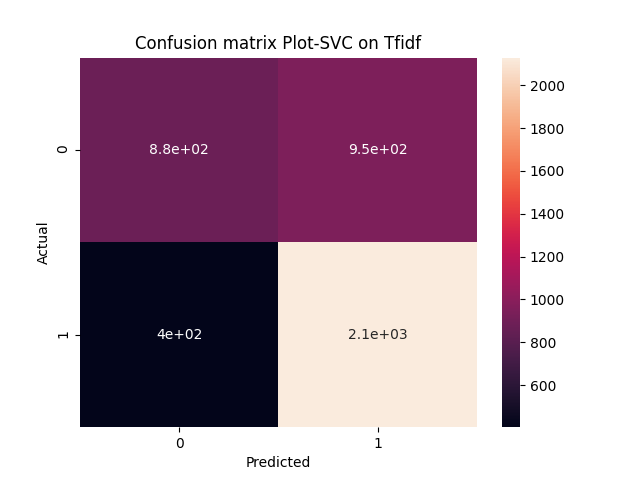 Confusion matrix Plot-SVC on Tfidf
8.8e+02
9.5e+02
4e+02
2.1e+03
0
1
Actual
0
1
Predicted
2000
1800
1600
1400
1200
1000
800
600